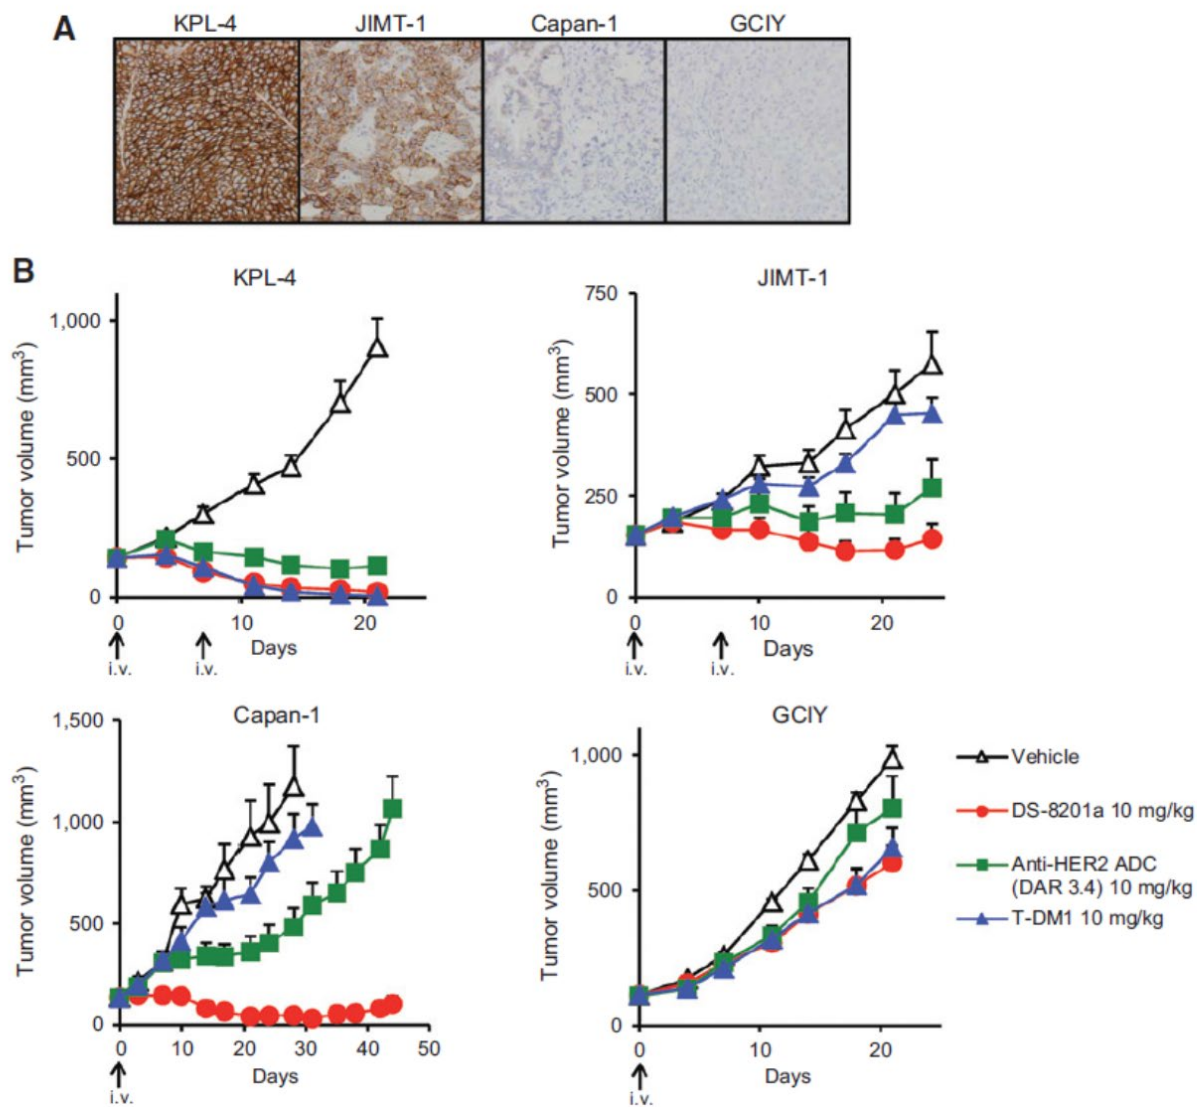 A
KPL-4 JIMT-1 Capan-1 GCIY
B
KPL-4
Tumor volume (mm³)
1,000
500
0
0 10 20
Days
i.v. i.v.
JIMT-1
Tumor volume (mm³)
750
500
250
0
0 10 20
Days
i.v. i.v.
Capan-1
Tumor volume (mm³)
1,500
1,000
500
0
0 10 20 30 40 50
Days
i.v.
GCIY
Tumor volume (mm³)
1,000
500
0
0 10 20
Days
i.v.
Vehicle
DS-8201a 10 mg/kg
Anti-HER2 ADC
(DAR 3.4) 10 mg/kg
T-DM1 10 mg/kg